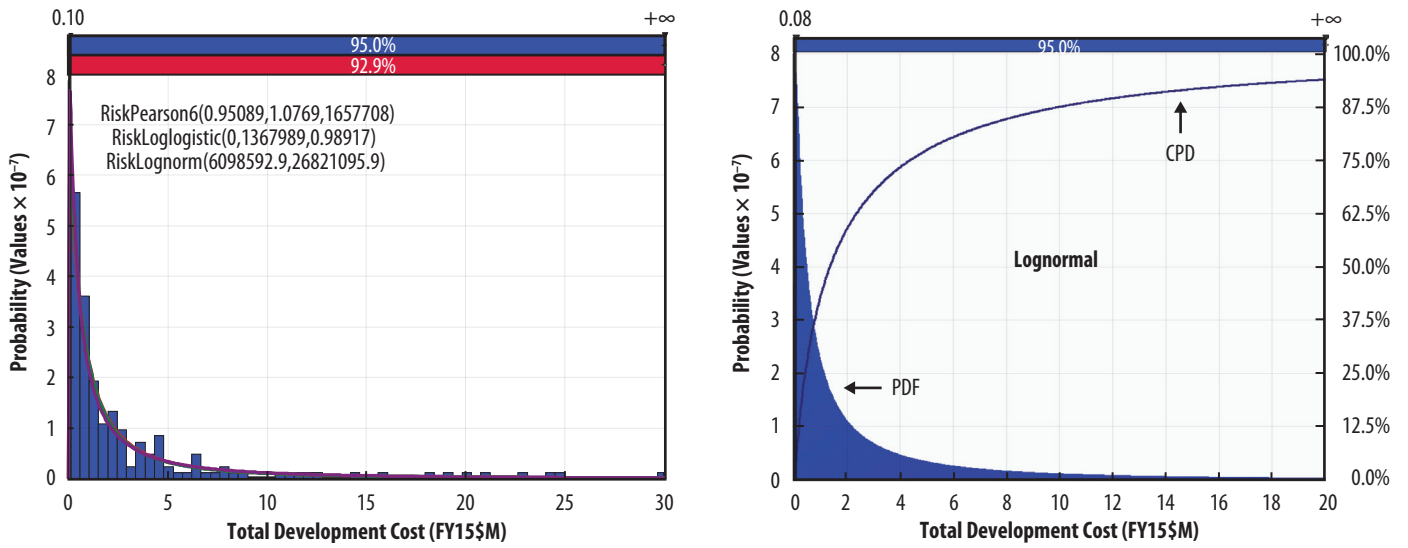 0.10 +∞
95.0%
92.9%
8
7
6
5
4
3
2
1
0
Probability (Values × 10⁻⁷)
RiskPearson6(0.95089,1.0769,1657708)
RiskLoglogistic(0,1367989,0.98917)
RiskLognorm(6098592.9,26821095.9)
0 5 10 15 20 25 30
Total Development Cost (FY15$M)
0.08 +∞
95.0%
8
7
6
5
4
3
2
1
0
Probability (Values × 10⁻⁷)
CPD
Lognormal
PDF
100.0%
87.5%
75.0%
62.5%
50.0%
37.5%
25.0%
12.5%
0.0%
0 2 4 6 8 10 12 14 16 18 20
Total Development Cost (FY15$M)